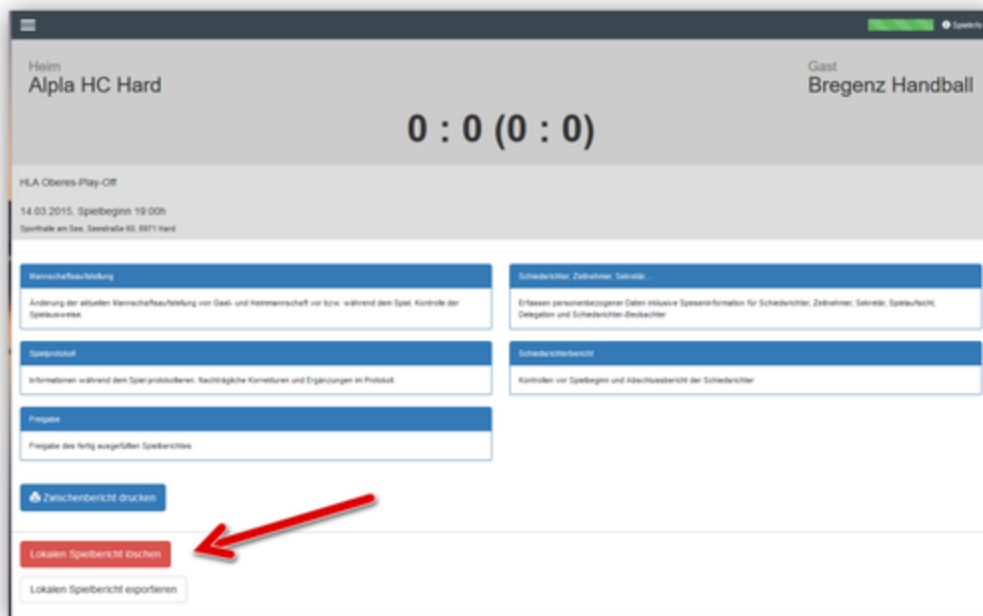 Spielinfo
Heim
Alpla HC Hard
Gast
Bregenz Handball
0 : 0 (0 : 0)
HLA Oberes-Play-Off
14.03.2015, Spielbeginn 19:00h
Sporthalle am See, Seestraße 60, 6971 Hard
Mannschaftsaufstellung
Änderung der aktuellen Mannschaftsaufstellung von Gast- und Heimmannschaft vor bzw. während dem Spiel. Kontrolle der
Spielausweise.
Schiedsrichter, Zeitnehmer, Sekretär,...
Erfassen personenbezogener Daten inklusive Speseninformation für Schiedsrichter, Zeitnehmer, Sekretär, Spielaufsicht,
Delegation und Schiedsrichter-Beobachter
Spielprotokoll
Informationen während dem Spiel protokollieren. Nachträgliche Korrekturen und Ergänzungen im Protokoll.
Schiedsrichterbericht
Kontrollen vor Spielbeginn und Abschlussbericht der Schiedsrichter
Freigabe
Freigabe des fertig ausgefüllten Spielberichtes.
Zwischenbericht drucken
Lokalen Spielbericht löschen
Lokalen Spielbericht exportieren